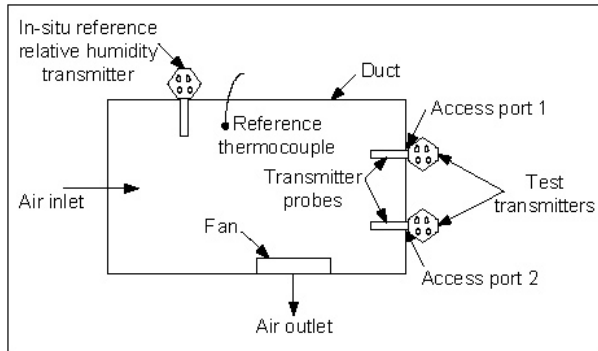 In-situ reference
relative humidity
transmitter
Duct
Access port 1
Reference
thermocouple
Transmitter
probes
Test
transmitters
Air inlet
Fan
Access port 2
Air outlet